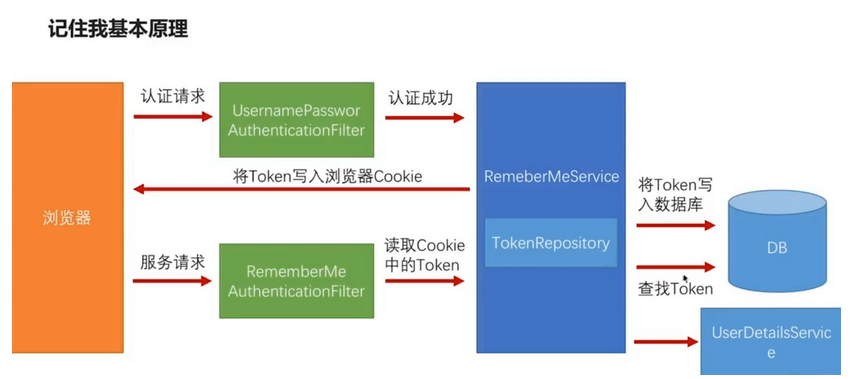 记住我基本原理
认证请求
UsernamePasswor
AuthenticationFilter
认证成功
将Token写入浏览器Cookie
浏览器
RemeberMeService
TokenRepository
将Token写
入数据库
DB
服务请求
RememberMe
AuthenticationFilter
读取Cookie
中的Token
查找Token
UserDetailsServic
e